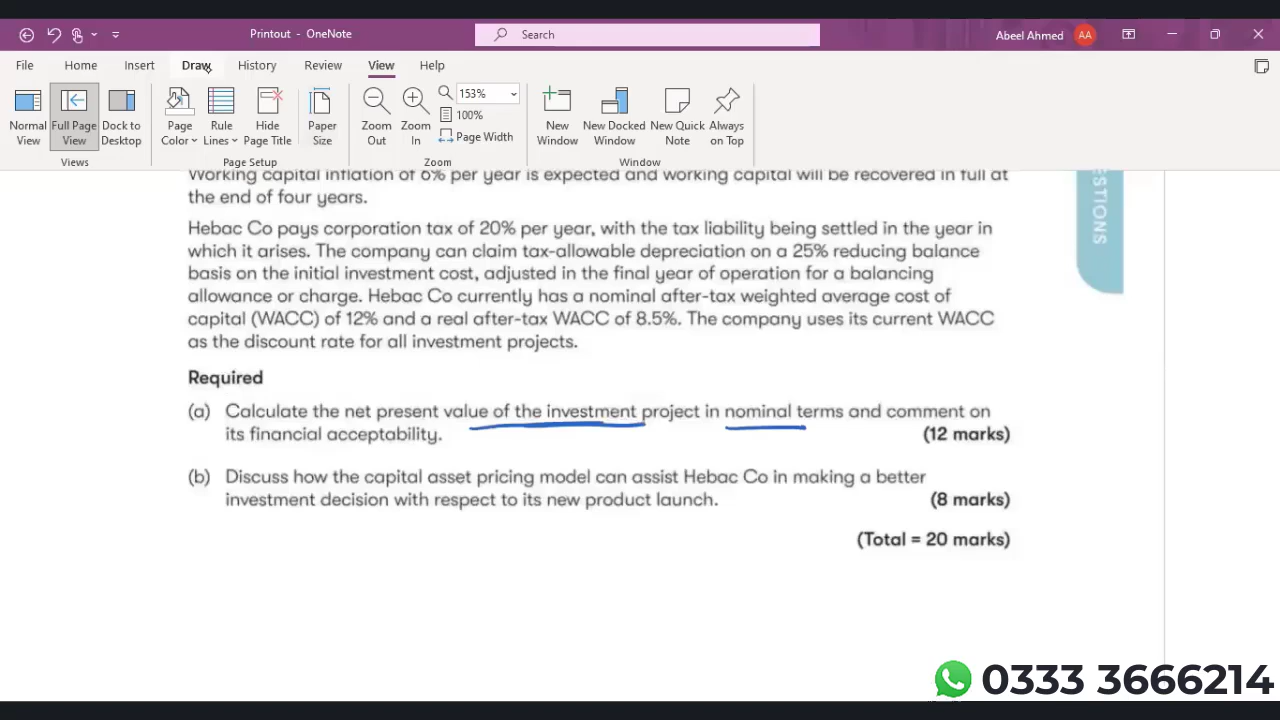 Printout - OneNote
Search
Abeel Ahmed
AA
File
Home
Insert
Draw
History
Review
View
Help
Normal View
Full Page View
Dock to Desktop
Views
Page Color
Rule Lines
Hide Page Title
Paper Size
Page Setup
Zoom Out
Zoom In
153%
100%
Page Width
Zoom
New Window
New Docked Window
New Quick Note
Always on Top
Window
Working capital inflation of 6% per year is expected and working capital will be recovered in full at
the end of four years.
Hebac Co pays corporation tax of 20% per year, with the tax liability being settled in the year in
which it arises. The company can claim tax-allowable depreciation on a 25% reducing balance
basis on the initial investment cost, adjusted in the final year of operation for a balancing
allowance or charge. Hebac Co currently has a nominal after-tax weighted average cost of
capital (WACC) of 12% and a real after-tax WACC of 8.5%. The company uses its current WACC
as the discount rate for all investment projects.
Required
(a) Calculate the net present value of the investment project in nominal terms and comment on
its financial acceptability. (12 marks)
(b) Discuss how the capital asset pricing model can assist Hebac Co in making a better
investment decision with respect to its new product launch. (8 marks)
(Total = 20 marks)
STIONS
0333 3666214